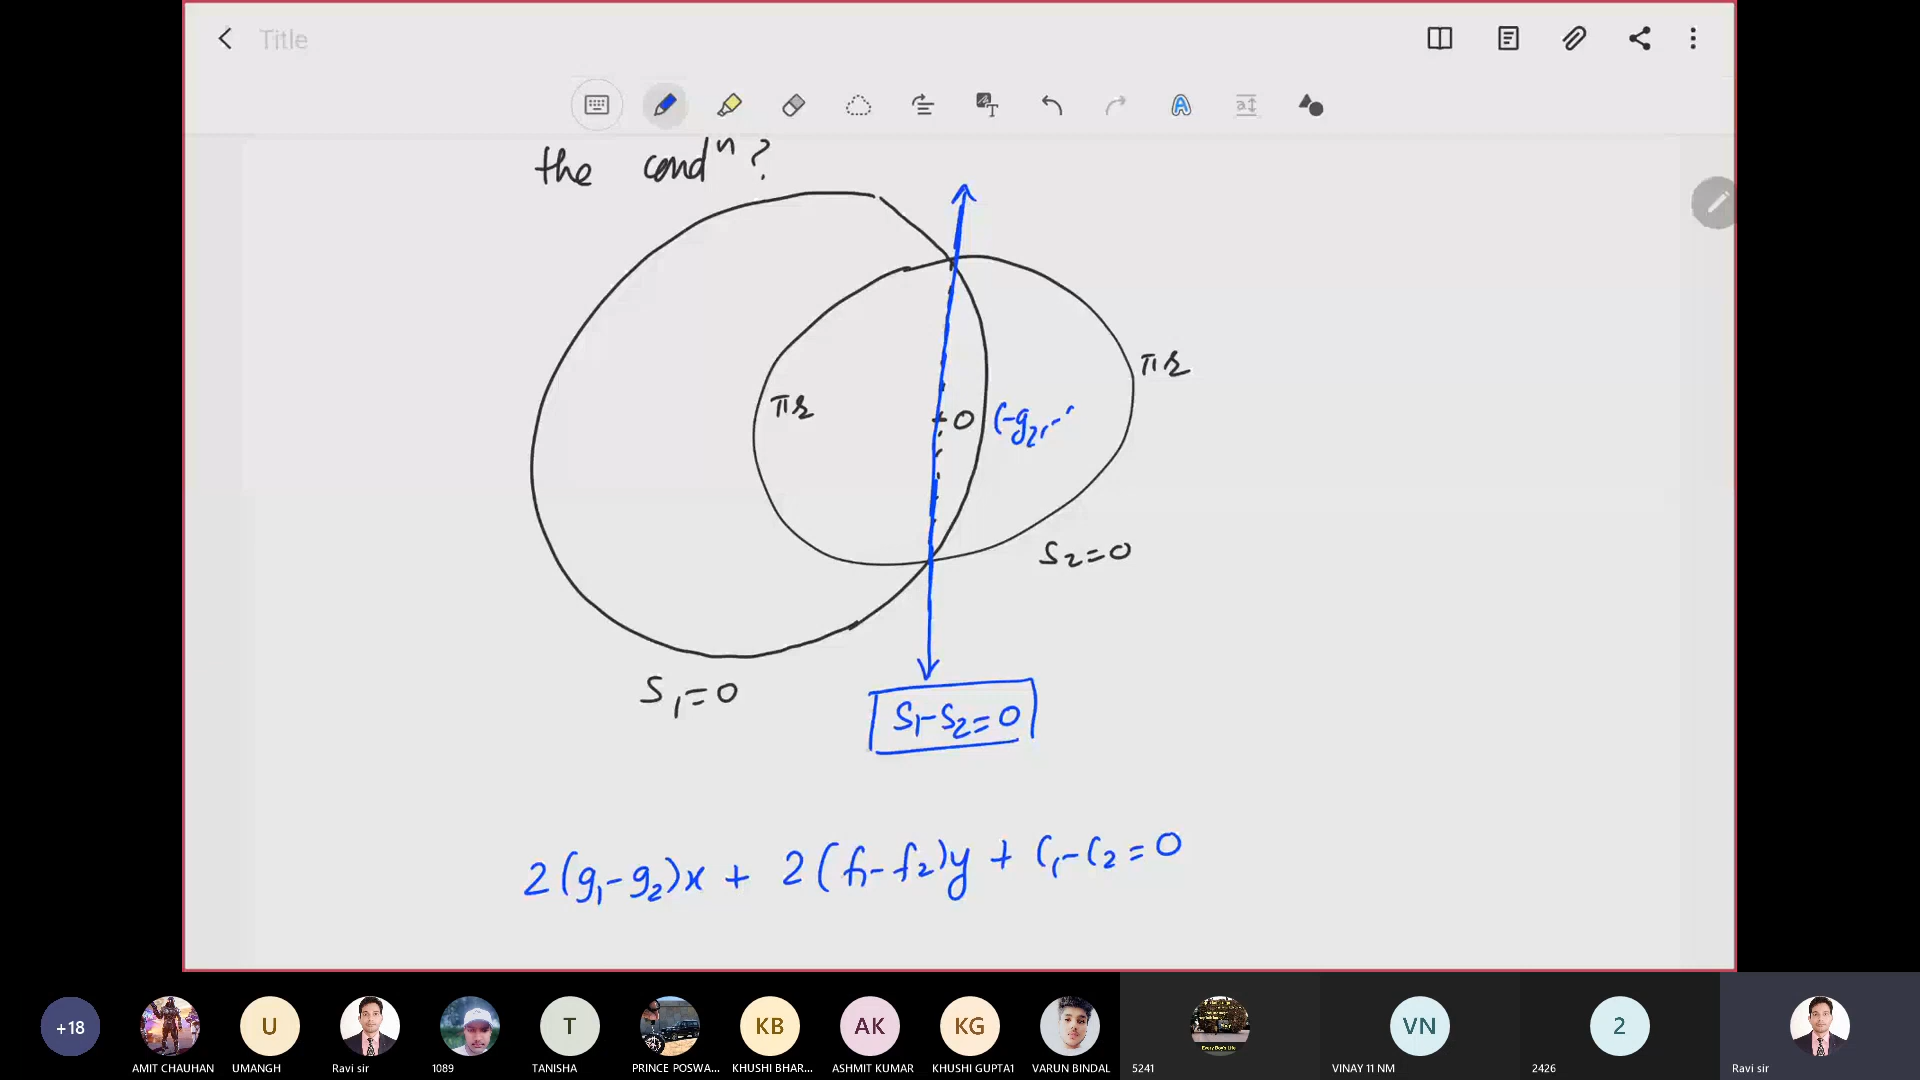 Title
the condⁿ ?
πr
πr
O (-g₂, -
S₂=0
S₁=0
S₁-S₂=0
2(g₁-g₂)x + 2(f₁-f₂)y + C₁-C₂=0
+18
U
T
KB
AK
KG
VN
2
AMIT CHAUHAN
UMANGH
Ravi sir
1089
TANISHA
PRINCE POSWA...
KHUSHI BHAR...
ASHMIT KUMAR
KHUSHI GUPTA1
VARUN BINDAL
5241
VINAY 11 NM
2426
Ravi sir